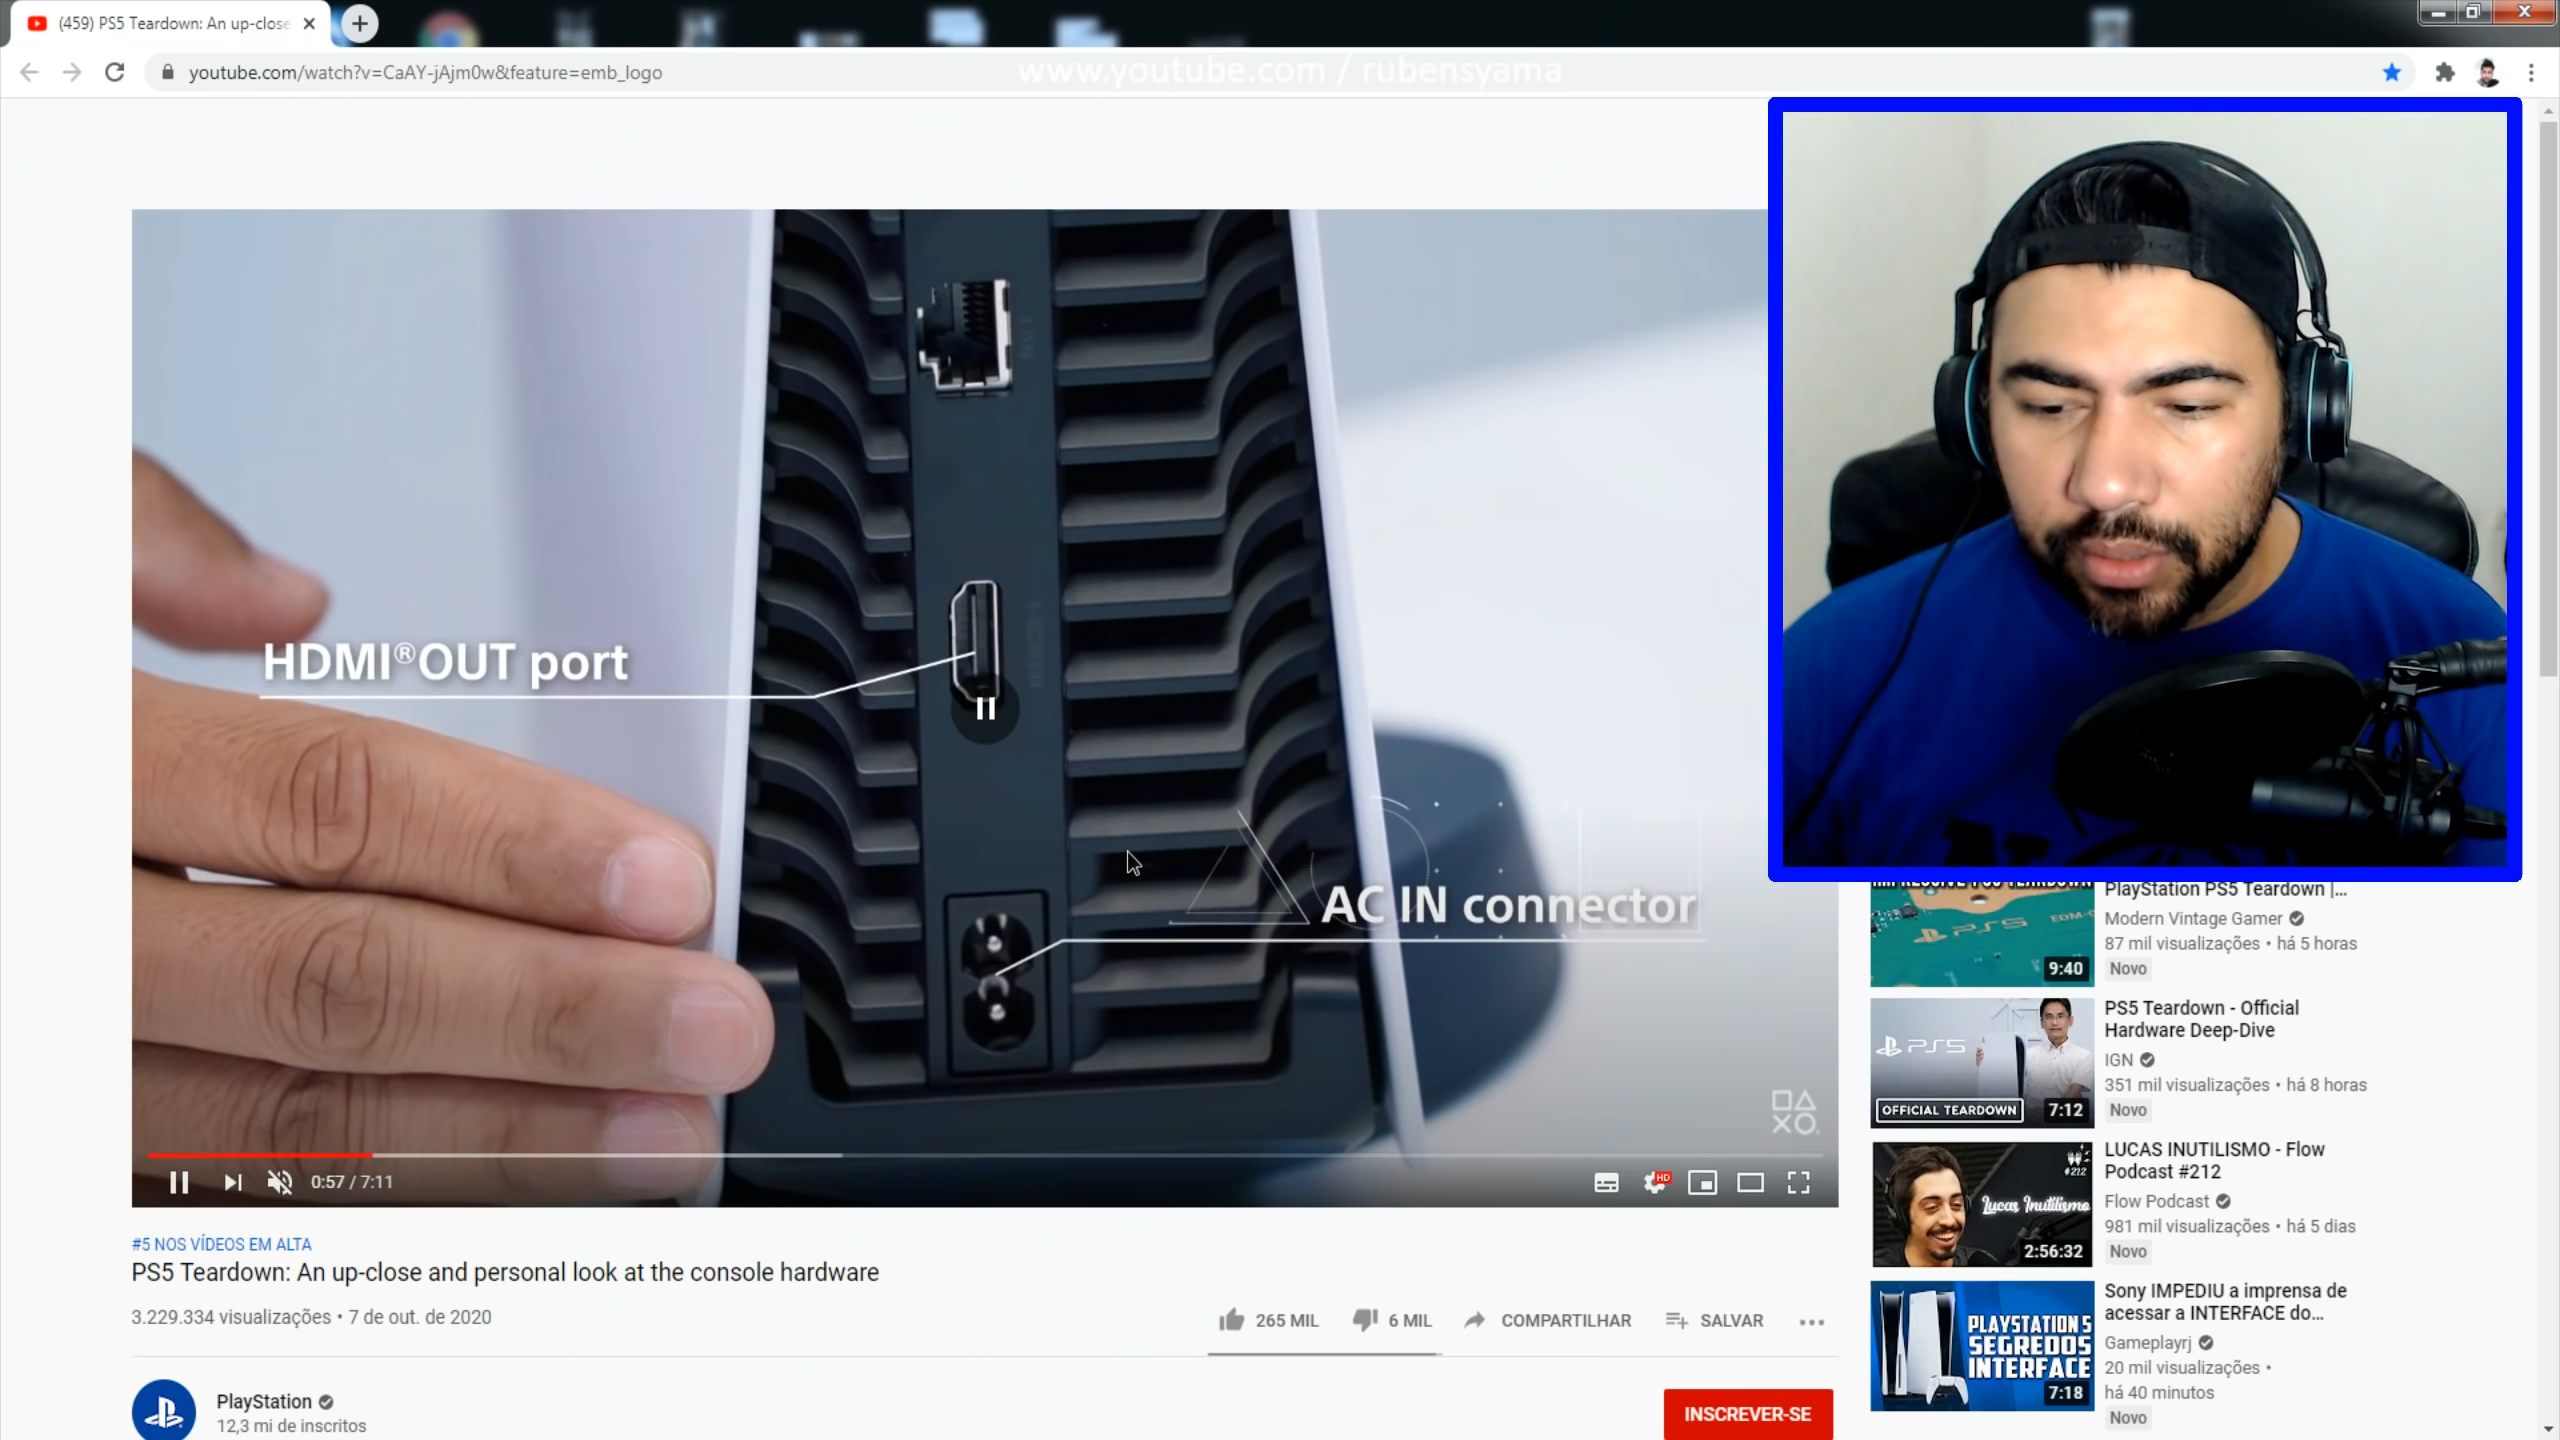 (459) PS5 Teardown: An up-close
youtube.com/watch?v=CaAY-jAjm0w&feature=emb_logo
www.youtube.com / rubensyama
HDMI®OUT port
AC IN connector
0:57 / 7:11
HD
#5 NOS VÍDEOS EM ALTA
PS5 Teardown: An up-close and personal look at the console hardware
3.229.334 visualizações • 7 de out. de 2020
265 MIL
6 MIL
COMPARTILHAR
SALVAR
PlayStation
12,3 mi de inscritos
INSCREVER-SE
PS5
9:40
PlayStation PS5 Teardown |...
Modern Vintage Gamer
87 mil visualizações • há 5 horas
Novo
PS5
OFFICIAL TEARDOWN
7:12
PS5 Teardown - Official
Hardware Deep-Dive
IGN
351 mil visualizações • há 8 horas
Novo
#212
Lucas Inutilismo
2:56:32
LUCAS INUTILISMO - Flow
Podcast #212
Flow Podcast
981 mil visualizações • há 5 dias
Novo
PLAYSTATION 5
SEGREDOS
INTERFACE
7:18
Sony IMPEDIU a imprensa de
acessar a INTERFACE do...
Gameplayrj
20 mil visualizações •
há 40 minutos
Novo